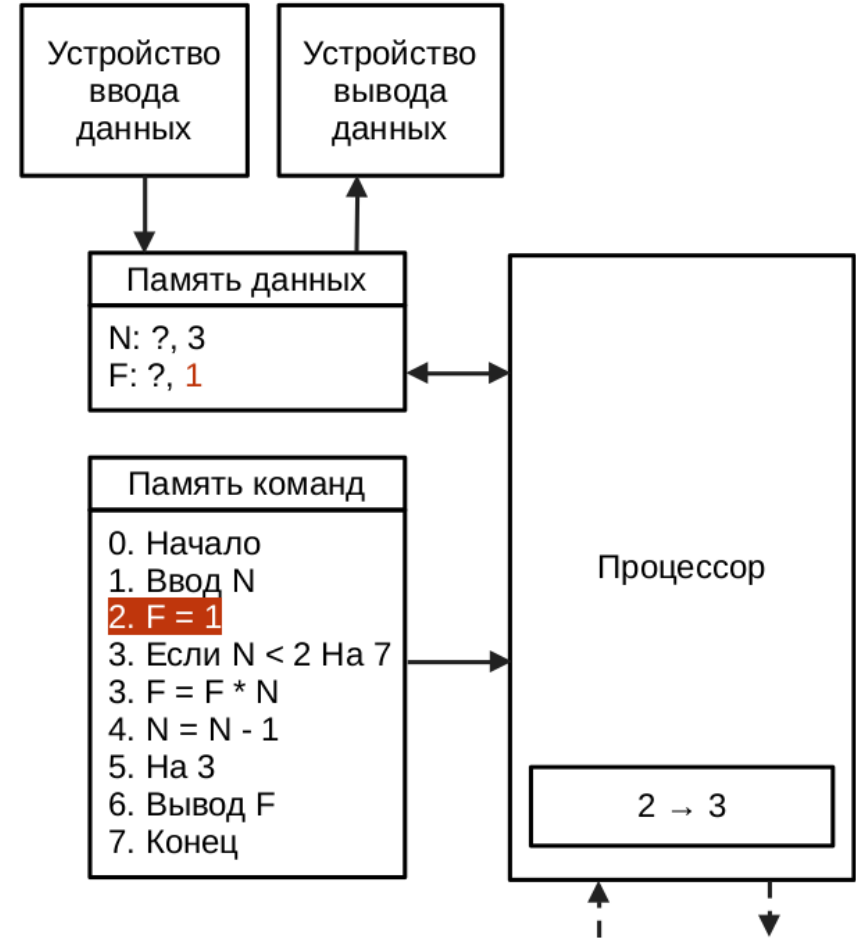 Устройство
ввода
данных
Устройство
вывода
данных
Память данных
N: ?, 3
F: ?, 1
Память команд
0. Начало
1. Ввод N
2. F = 1
3. Если N < 2 На 7
3. F = F * N
4. N = N - 1
5. На 3
6. Вывод F
7. Конец
Процессор
2 → 3